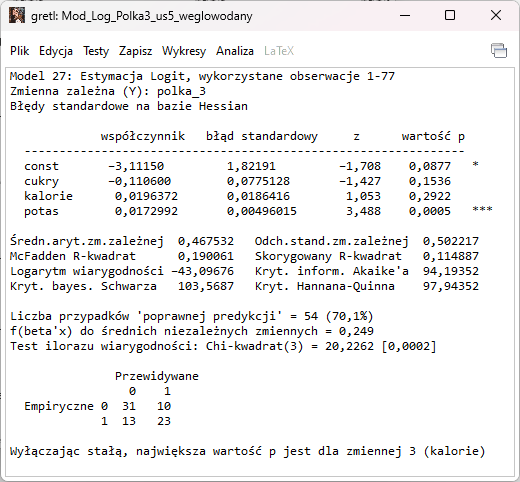 gretl: Mod_Log_Polka3_us5_weglowodany
Plik Edycja Testy Zapisz Wykresy Analiza LaTeX
Model 27: Estymacja Logit, wykorzystane obserwacje 1-77
Zmienna zależna (Y): polka_3
Błędy standardowe na bazie Hessian
współczynnik błąd standardowy z wartość p
----------------------------------------------------------------
const −3,11150 1,82191 −1,708 0,0877 *
cukry −0,110600 0,0775128 −1,427 0,1536
kalorie 0,0196372 0,0186416 1,053 0,2922
potas 0,0172992 0,00496015 3,488 0,0005 ***
Średn.aryt.zm.zależnej 0,467532 Odch.stand.zm.zależnej 0,502217
McFadden R-kwadrat 0,190061 Skorygowany R-kwadrat 0,114887
Logarytm wiarygodności −43,09676 Kryt. inform. Akaike'a 94,19352
Kryt. bayes. Schwarza 103,5687 Kryt. Hannana-Quinna 97,94352
Liczba przypadków 'poprawnej predykcji' = 54 (70,1%)
f(beta'x) do średnich niezależnych zmiennych = 0,249
Test ilorazu wiarygodności: Chi-kwadrat(3) = 20,2262 [0,0002]
Przewidywane
0 1
Empiryczne 0 31 10
1 13 23
Wyłączając stałą, największa wartość p jest dla zmiennej 3 (kalorie)